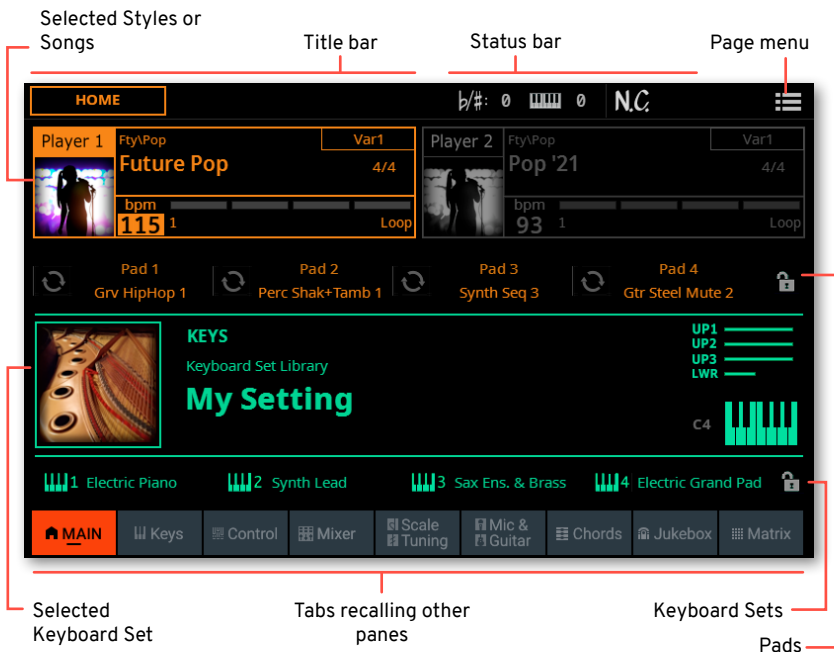 Selected Styles or
Songs
Title bar
Status bar
Page menu
HOME
♭/#: 0 0 N.C.
Player 1 Fty\Pop Var1
Future Pop 4/4
bpm
115 1 Loop
Player 2 Fty\Pop Var1
Pop '21 4/4
bpm
93 1 Loop
Pad 1
Grv HipHop 1
Pad 2
Perc Shak+Tamb 1
Pad 3
Synth Seq 3
Pad 4
Gtr Steel Mute 2
KEYS
Keyboard Set Library
My Setting
UP1
UP2
UP3
LWR
C4
1 Electric Piano
2 Synth Lead
3 Sax Ens. & Brass
4 Electric Grand Pad
MAIN
Keys
Control
Mixer
Scale
Tuning
Mic &
Guitar
Chords
Jukebox
Matrix
Selected
Keyboard Set
Tabs recalling other
panes
Keyboard Sets
Pads